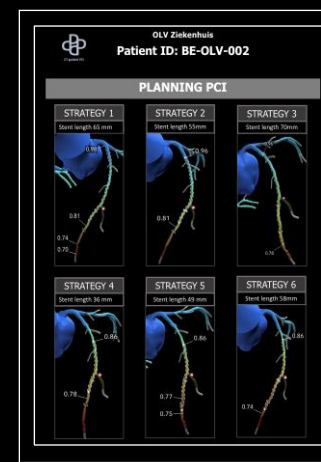 OLV Ziekenhuis
Patient ID: BE-OLV-002
PLANNING PCI
STRATEGY 1
Stent length 65 mm
0.81
0.74
0.70
STRATEGY 2
Stent length 55mm
0.96
0.81
STRATEGY 3
Stent length 70mm
STRATEGY 4
Stent length 36 mm
0.86
0.78
STRATEGY 5
Stent length 49 mm
0.86
0.77
0.75
STRATEGY 6
Stent length 58mm
0.86
0.74